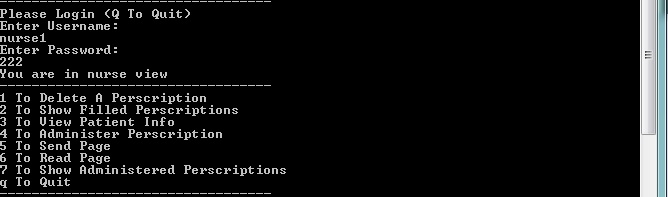 ----------------------------------
Please Login (Q To Quit)
Enter Username:
nurse1
Enter Password:
222
You are in nurse view
----------------------------------
1 To Delete A Perscription
2 To Show Filled Perscriptions
3 To View Patient Info
4 To Administer Perscription
5 To Send Page
6 To Read Page
7 To Show Administered Perscriptions
q To Quit
----------------------------------